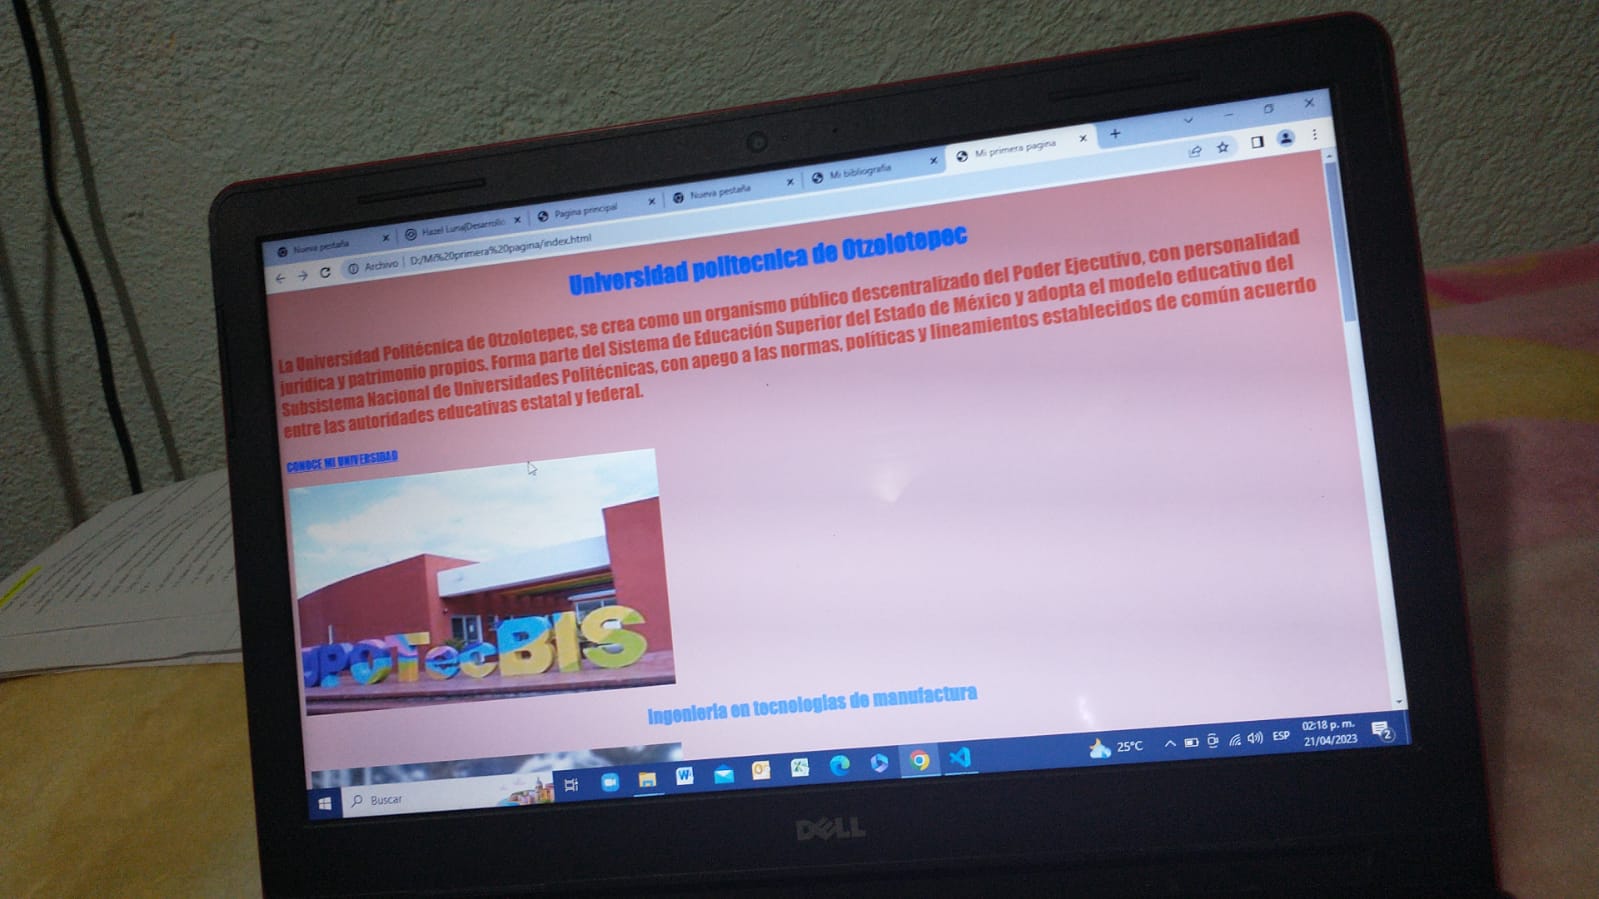 Nueva pestaña
Hazel Luna(Desarrollo
Pagina principal
Nueva pestaña
Mi bibliografia
Mi primera pagina
Archivo | D:/Mi%20primera%20pagina/index.html
Universidad politecnica de Otzolotepec
La Universidad Politécnica de Otzolotepec, se crea como un organismo público descentralizado del Poder Ejecutivo, con personalidad
jurídica y patrimonio propios. Forma parte del Sistema de Educación Superior del Estado de México y adopta el modelo educativo del
Subsistema Nacional de Universidades Politécnicas, con apego a las normas, políticas y lineamientos establecidos de común acuerdo
entre las autoridades educativas estatal y federal.
CONOCE MI UNIVERSIDAD
UPOTecBIS
Ingenieria en tecnologias de manufactura
Buscar
25°C
ESP
02:18 p. m.
21/04/2023
2
DELL